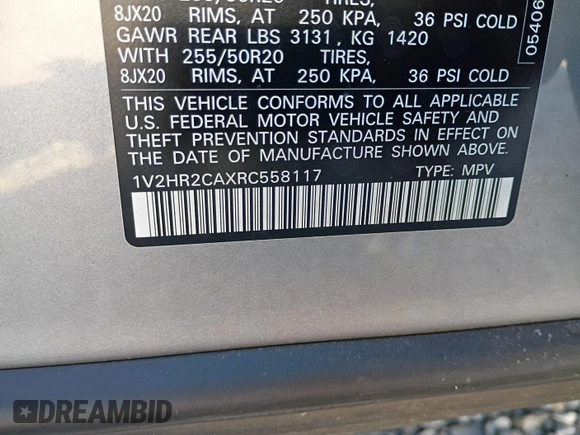 8JX20 RIMS, AT 250 KPA, 36 PSI COLD
GAWR REAR LBS 3131, KG 1420
WITH 255/50R20 TIRES,
8JX20 RIMS, AT 250 KPA, 36 PSI COLD
THIS VEHICLE CONFORMS TO ALL APPLICABLE
U.S. FEDERAL MOTOR VEHICLE SAFETY AND
THEFT PREVENTION STANDARDS IN EFFECT ON
THE DATE OF MANUFACTURE SHOWN ABOVE.
1V2HR2CAXRC558117 TYPE: MPV
05406
DREAMBID